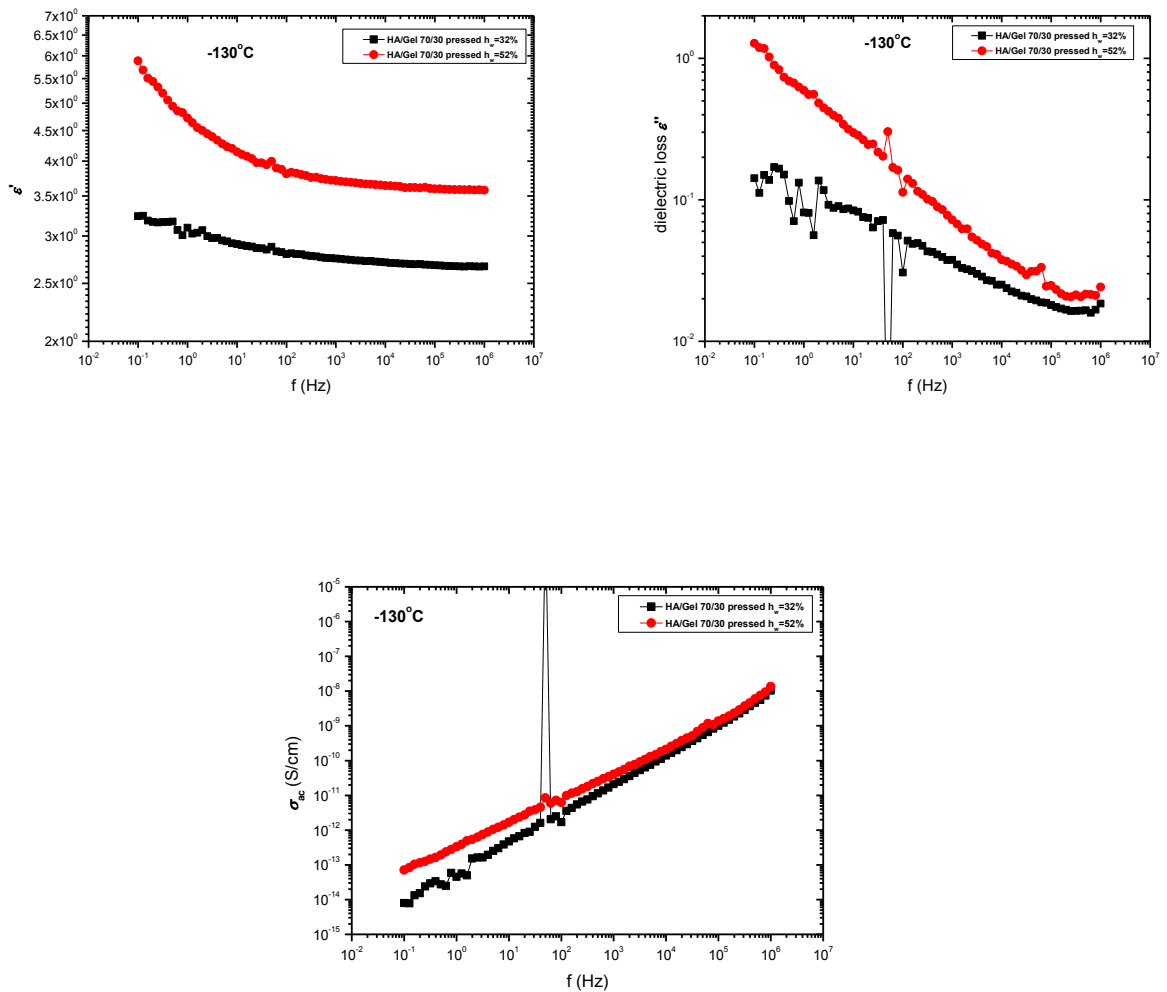 7x10⁰
6.5x10⁰
6x10⁰
5.5x10⁰
5x10⁰
4.5x10⁰
4x10⁰
3.5x10⁰
3x10⁰
2.5x10⁰
2x10⁰
ε'
-130°C
HA/Gel 70/30 pressed h_w=32%
HA/Gel 70/30 pressed h_w=52%
10⁻² 10⁻¹ 10⁰ 10¹ 10² 10³ 10⁴ 10⁵ 10⁶ 10⁷
f (Hz)
10⁰
10⁻¹
10⁻²
dielectric loss ε''
-130°C
HA/Gel 70/30 pressed h_w=32%
HA/Gel 70/30 pressed h_w=52%
10⁻² 10⁻¹ 10⁰ 10¹ 10² 10³ 10⁴ 10⁵ 10⁶ 10⁷
f (Hz)
10⁻⁵
10⁻⁶
10⁻⁷
10⁻⁸
10⁻⁹
10⁻¹⁰
10⁻¹¹
10⁻¹²
10⁻¹³
10⁻¹⁴
10⁻¹⁵
σ_ac (S/cm)
-130°C
HA/Gel 70/30 pressed h_w=32%
HA/Gel 70/30 pressed h_w=52%
10⁻² 10⁻¹ 10⁰ 10¹ 10² 10³ 10⁴ 10⁵ 10⁶ 10⁷
f (Hz)